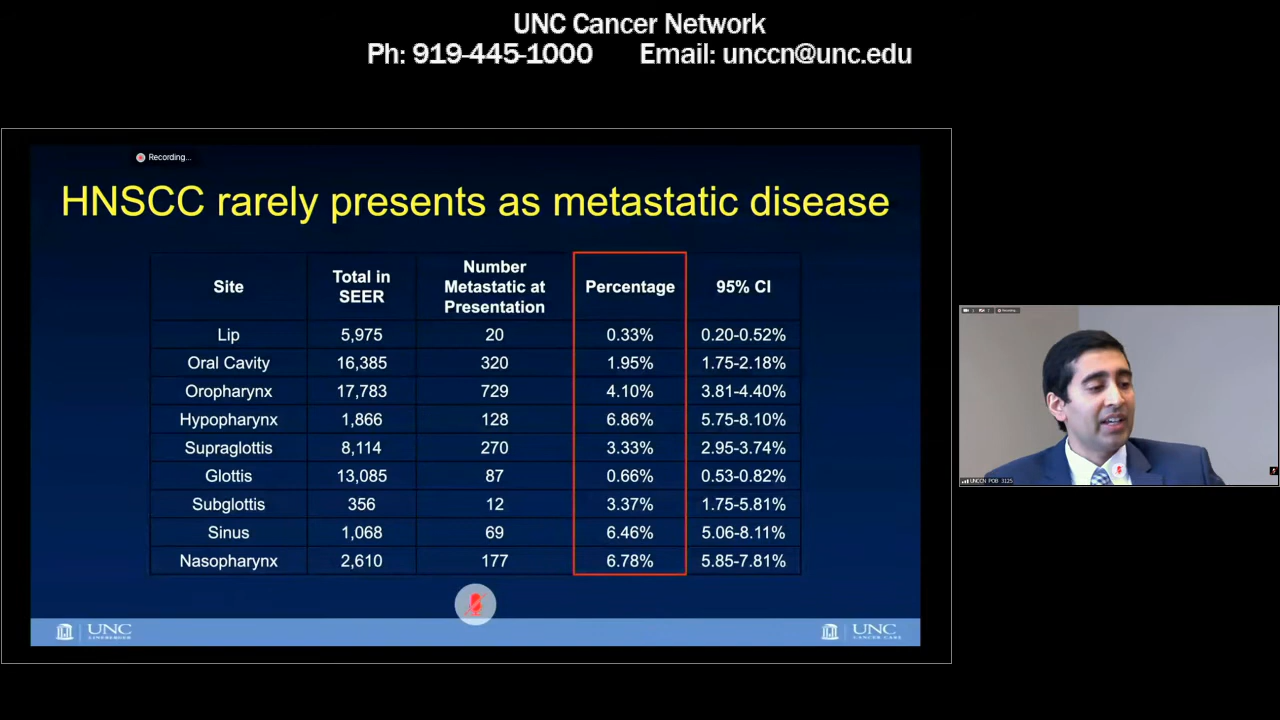 UNC Cancer Network
Ph: 919-445-1000 Email: unccn@unc.edu
Recording...
HNSCC rarely presents as metastatic disease
Site Total in SEER Number Metastatic at Presentation Percentage 95% CI
Lip 5,975 20 0.33% 0.20-0.52%
Oral Cavity 16,385 320 1.95% 1.75-2.18%
Oropharynx 17,783 729 4.10% 3.81-4.40%
Hypopharynx 1,866 128 6.86% 5.75-8.10%
Supraglottis 8,114 270 3.33% 2.95-3.74%
Glottis 13,085 87 0.66% 0.53-0.82%
Subglottis 356 12 3.37% 1.75-5.81%
Sinus 1,068 69 6.46% 5.06-8.11%
Nasopharynx 2,610 177 6.78% 5.85-7.81%
UNC LINEBERGER
UNC CANCER CARE
UNCCN POB 3125